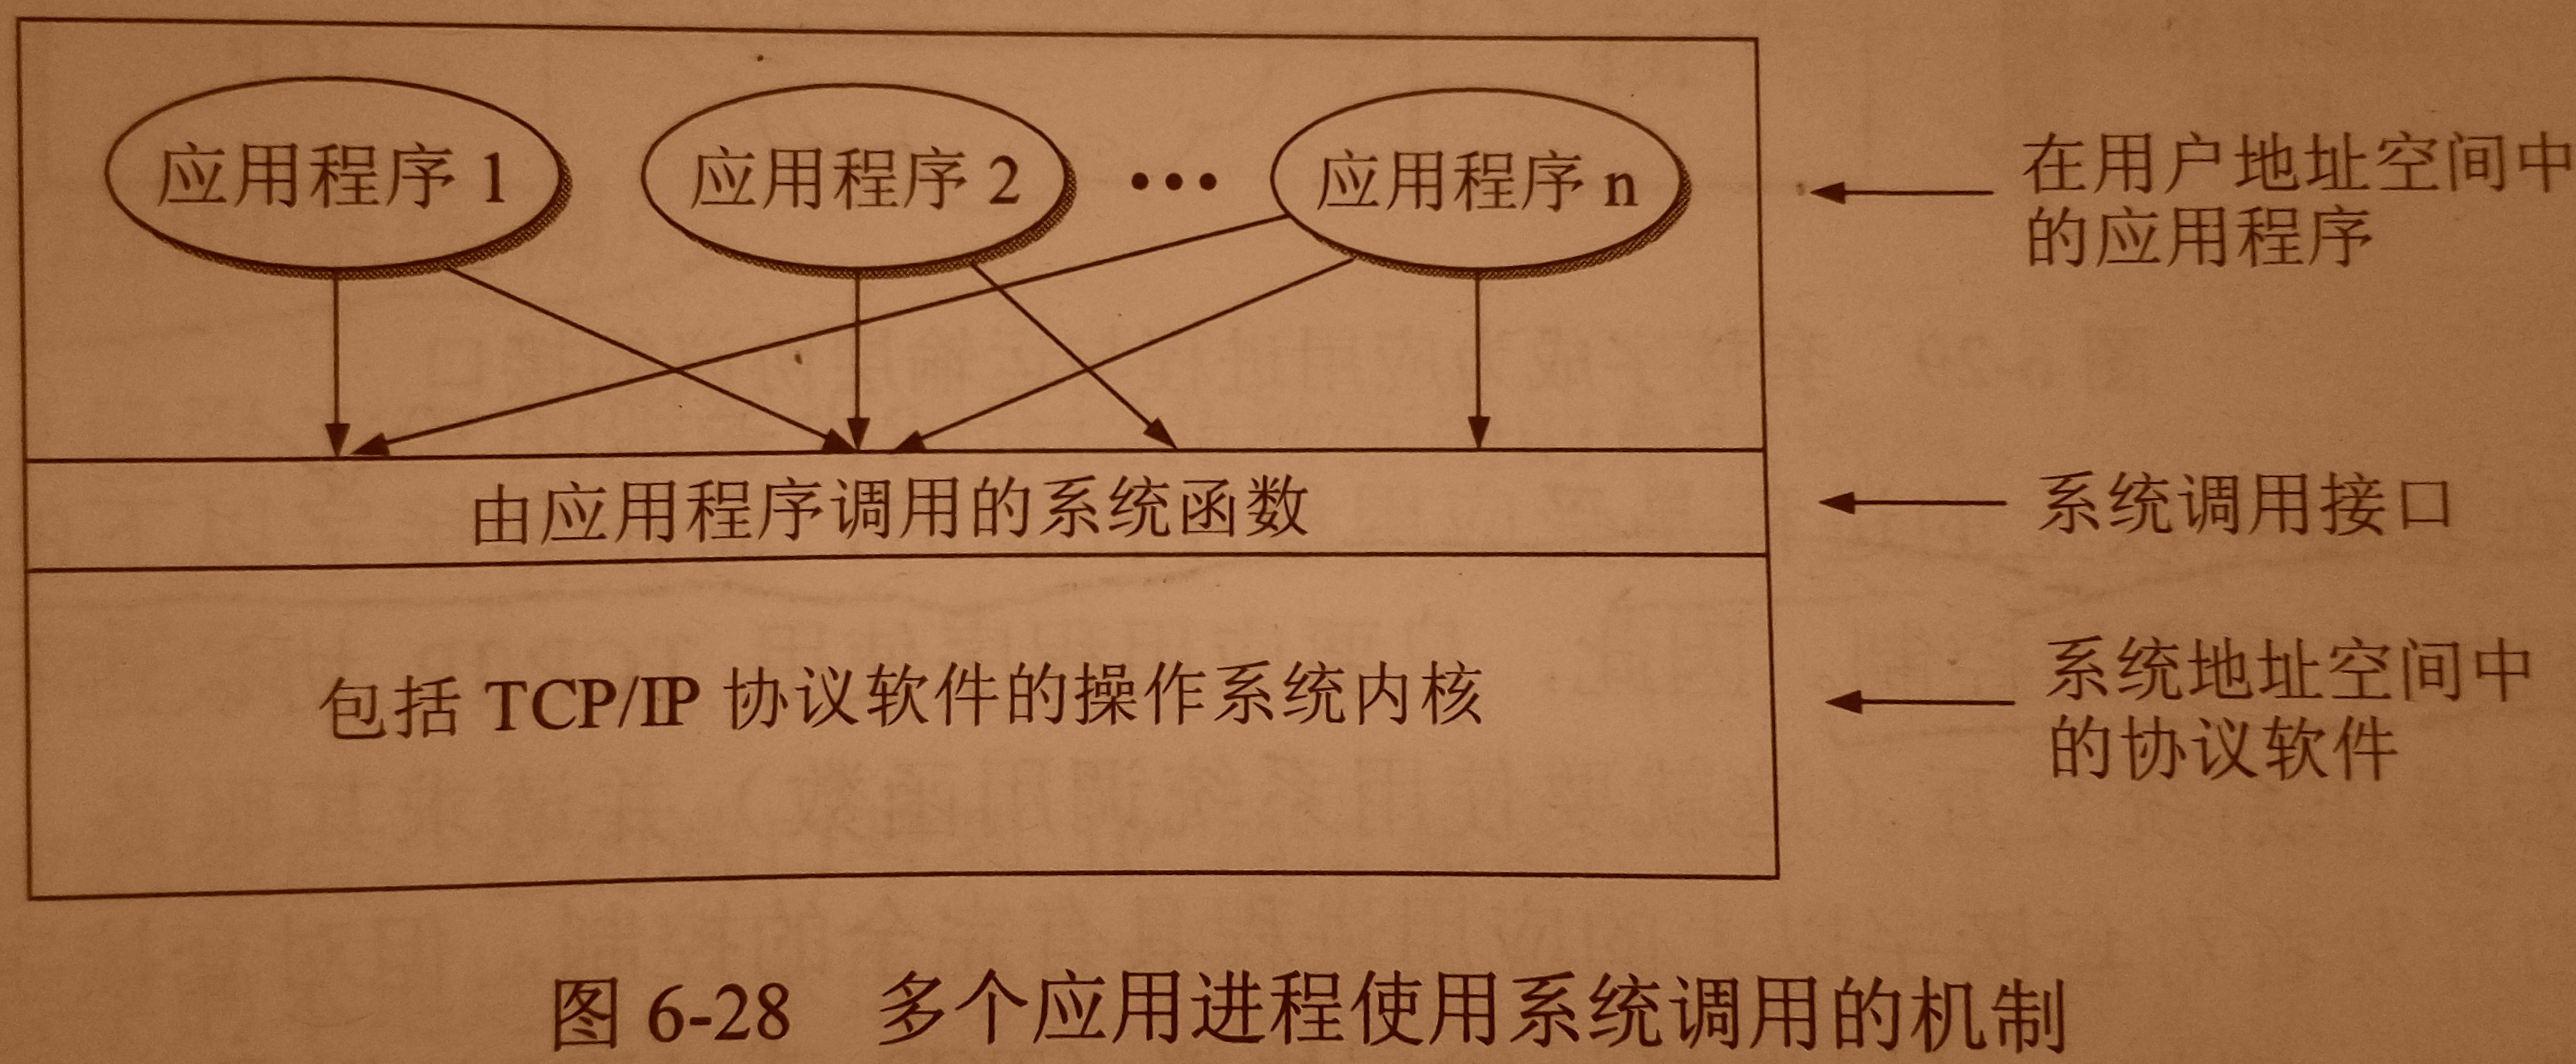 应用程序 1
应用程序 2
•••
应用程序 n
在用户地址空间中
的应用程序
由应用程序调用的系统函数
系统调用接口
包括 TCP/IP 协议软件的操作系统内核
系统地址空间中
的协议软件
图 6-28 多个应用进程使用系统调用的机制